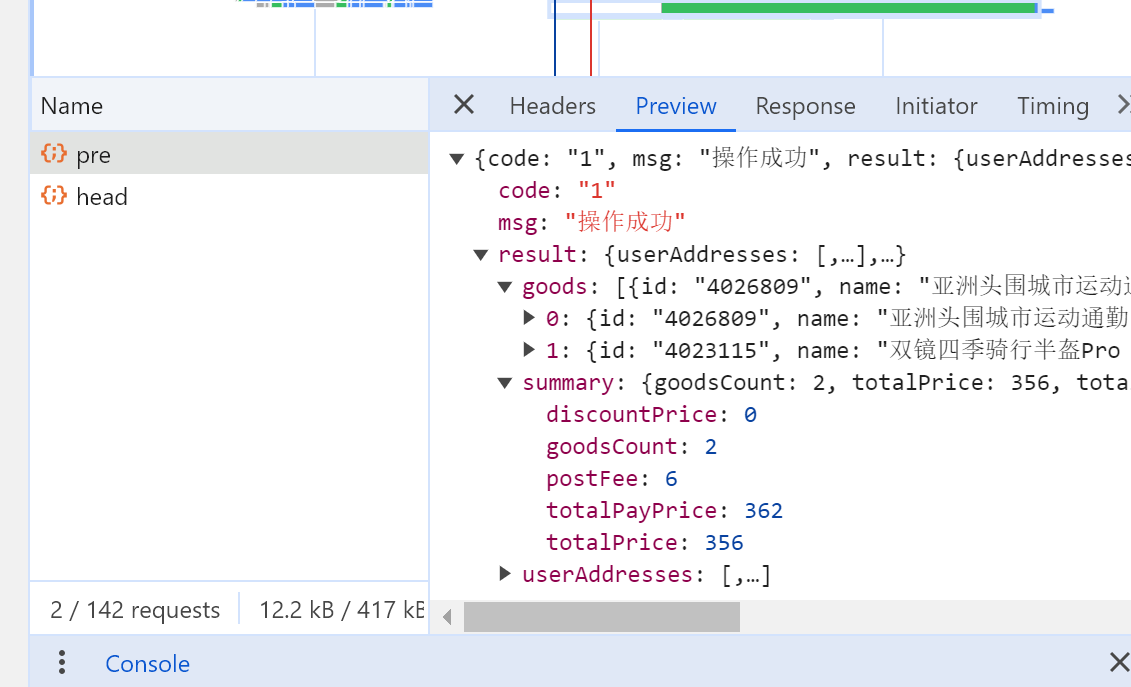 Name
Headers Preview Response Initiator Timing
pre
head
{code: "1", msg: "操作成功", result: {userAddresses
code: "1"
msg: "操作成功"
result: {userAddresses: [,…],…}
goods: [{id: "4026809", name: "亚洲头围城市运动
0: {id: "4026809", name: "亚洲头围城市运动通勤
1: {id: "4023115", name: "双镜四季骑行半盔Pro
summary: {goodsCount: 2, totalPrice: 356, tota
discountPrice: 0
goodsCount: 2
postFee: 6
totalPayPrice: 362
totalPrice: 356
userAddresses: [,…]
2 / 142 requests 12.2 kB / 417 kB
Console